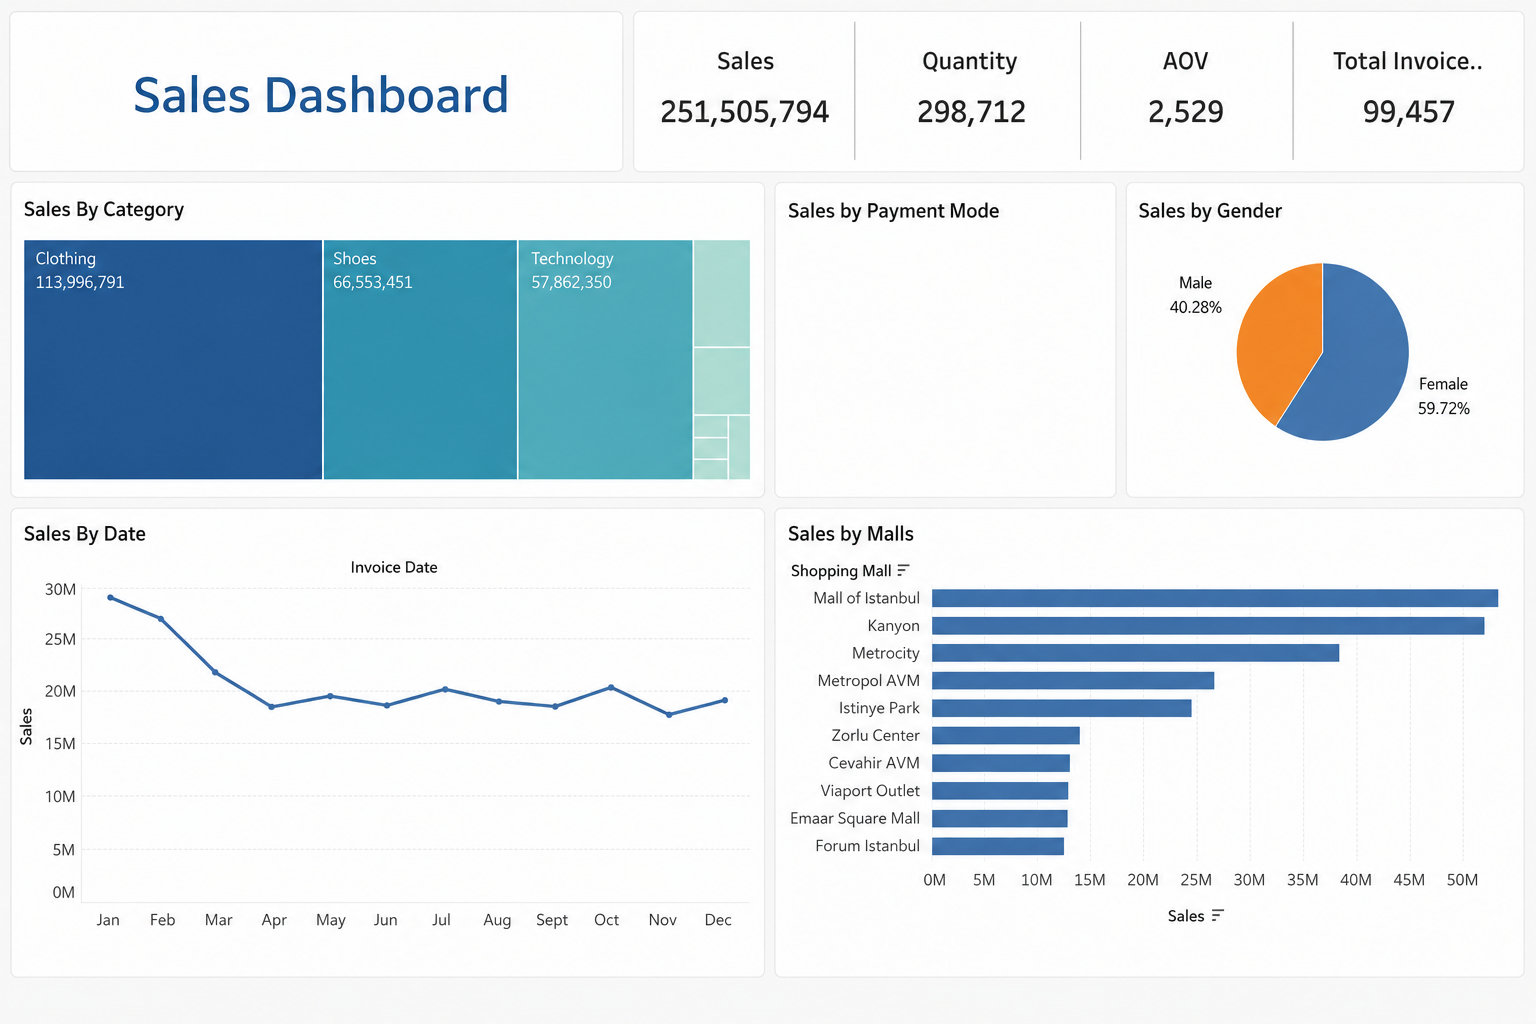 Sales Dashboard
Sales
251,505,794
Quantity
298,712
AOV
2,529
Total Invoice..
99,457
Sales By Category
Clothing
113,996,791
Shoes
66,553,451
Technology
57,862,350
Sales by Payment Mode
Sales by Gender
Male
40.28%
Female
59.72%
Sales By Date
Invoice Date
Sales
30M
25M
20M
15M
10M
5M
0M
Jan Feb Mar Apr May Jun Jul Aug Sept Oct Nov Dec
Sales by Malls
Shopping Mall
Mall of Istanbul
Kanyon
Metrocity
Metropol AVM
Istinye Park
Zorlu Center
Cevahir AVM
Viaport Outlet
Emaar Square Mall
Forum Istanbul
0M 5M 10M 15M 20M 25M 30M 35M 40M 45M 50M
Sales